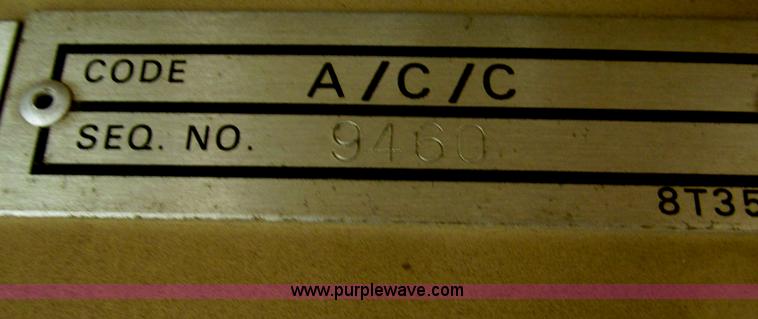 CODE A/C/C
SEQ. NO. 9460
8T35
www.purplewave.com